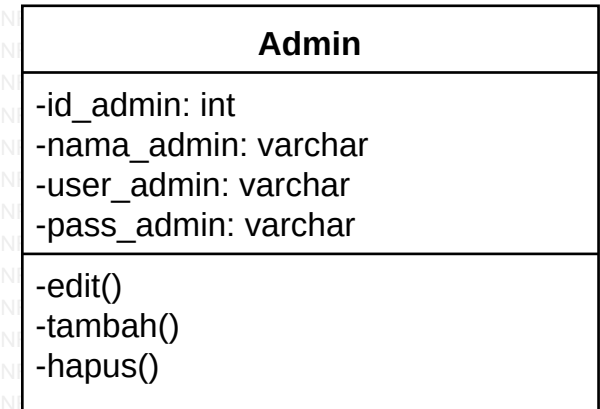 Admin
-id_admin: int
-nama_admin: varchar
-user_admin: varchar
-pass_admin: varchar
-edit()
-tambah()
-hapus()